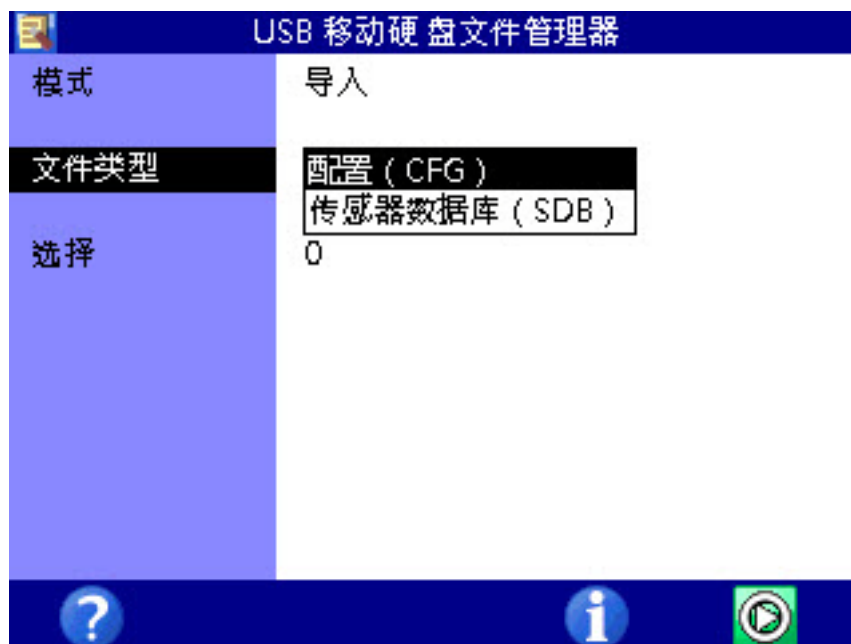 USB 移动硬 盘文件管理器
模式 导入
文件类型 配置 ( CFG )
传感器数据库 ( SDB )
选择 0
?
i